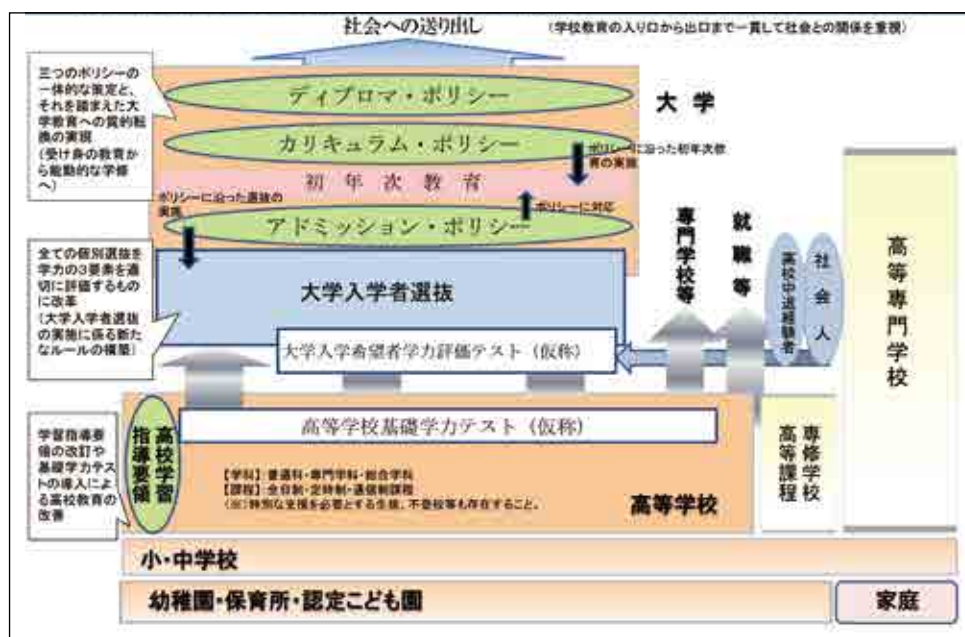 社会への送り出し
(学校教育の入り口から出口まで一貫して社会との関係を重視)
三つのポリシーの
一体的な策定と、
それを踏まえた大
学教育への質的転
換の実現
(受け身の教育か
ら能動的な学修
へ)
ディプロマ・ポリシー
大 学
カリキュラム・ポリシー
ポリシーに沿った初年次教
育の実施
初 年 次 教 育
ポリシーに沿った選抜の
実施
ポリシーに対応
アドミッション・ポリシー
全ての個別選抜を
学力の3要素を適
切に評価するもの
に改革
(大学入学者選抜
の実施に係る新た
なルールの構築)
大学入学者選抜
大学入学希望者学力評価テスト(仮称)
専門学校等
就職等
高校中退経験者
社会人
高等専門学校
学習指導要
領の改訂や
基礎学力テス
トの導入によ
る高校教育の
改善
高校学習
指導要領
高等学校基礎学力テスト(仮称)
【学科】普通科・専門学科・総合学科
【課程】全日制・定時制・通信制課程
(※)特別な支援を必要とする生徒、不登校等も存在すること。
高等学校
専修学校
高等課程
小・中学校
幼稚園・保育所・認定こども園
家庭